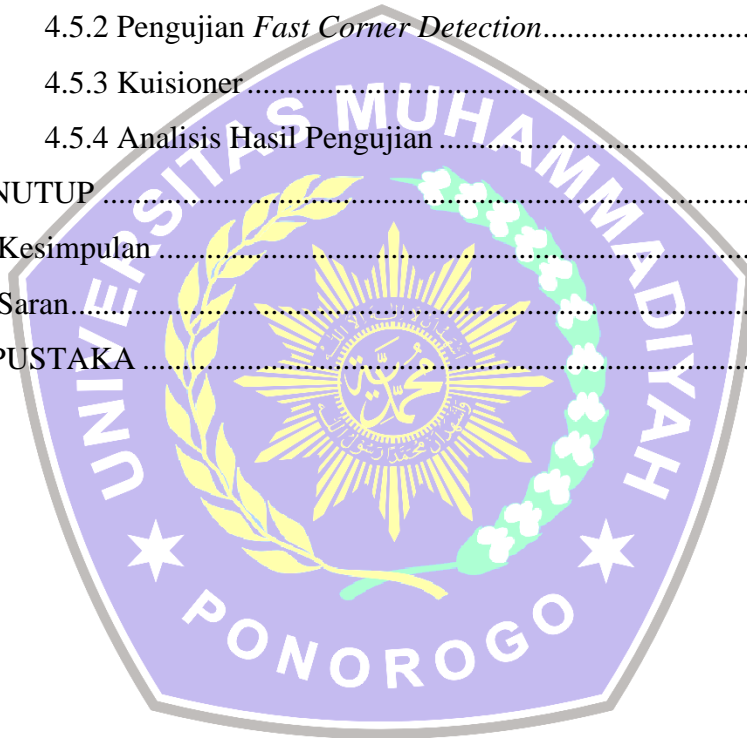 4.5.2 Pengujian Fast Corner Detection
4.5.3 Kuisioner
4.5.4 Analisis Hasil Pengujian
NUTUP
Kesimpulan
Saran
PUSTAKA
UNIVERSITAS MUHAMMADIYAH
PONOROGO